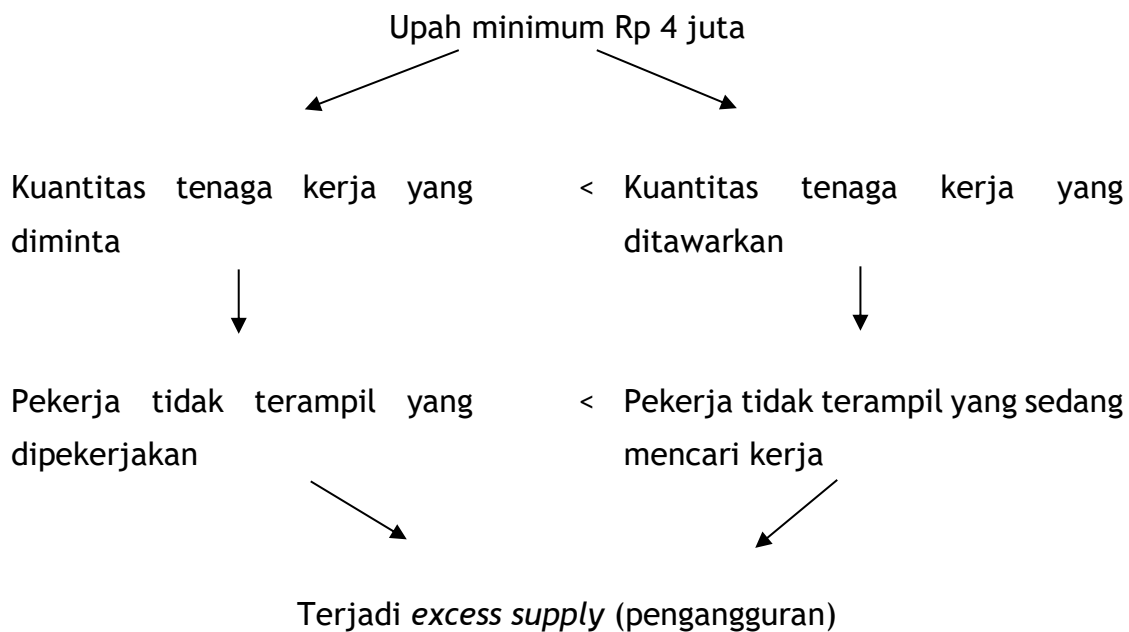 Upah minimum Rp 4 juta
Kuantitas tenaga kerja yang diminta
<
Kuantitas tenaga kerja yang ditawarkan
Pekerja tidak terampil yang dipekerjakan
<
Pekerja tidak terampil yang sedang mencari kerja
Terjadi excess supply (pengangguran)